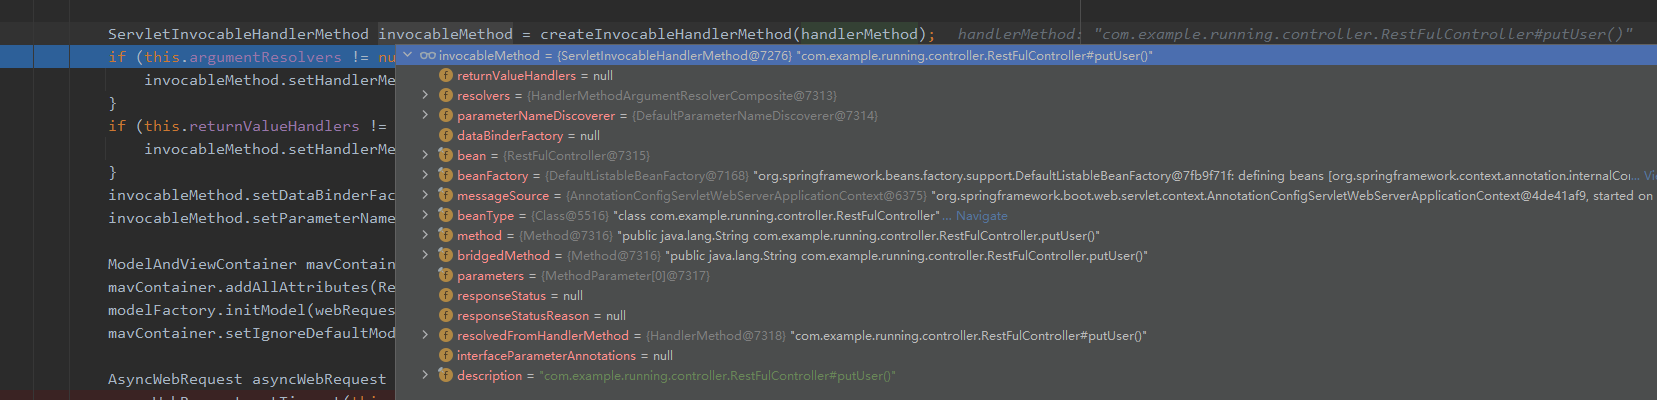 ServletInvocableHandlerMethod invocableMethod = createInvocableHandlerMethod(handlerMethod); handlerMethod: "com.example.running.controller.RestFulController#putUser()"
if (this.argumentResolvers != nu
invocableMethod = {ServletInvocableHandlerMethod@7276} "com.example.running.controller.RestFulController#putUser()"
invocableMethod.setHandlerMe
returnValueHandlers = null
resolvers = {HandlerMethodArgumentResolverComposite@7313}
}
parameterNameDiscoverer = {DefaultParameterNameDiscoverer@7314}
if (this.returnValueHandlers !=
dataBinderFactory = null
invocableMethod.setHandlerMe
bean = {RestFulController@7315}
}
beanFactory = {DefaultListableBeanFactory@7168} "org.springframework.beans.factory.support.DefaultListableBeanFactory@7fb9f71f: defining beans [org.springframework.context.annotation.internalCo... Vi
invocableMethod.setDataBinderFac
messageSource = {AnnotationConfigServletWebServerApplicationContext@6375} "org.springframework.boot.web.servlet.context.AnnotationConfigServletWebServerApplicationContext@4de41af9, started on
invocableMethod.setParameterName
beanType = {Class@5516} "class com.example.running.controller.RestFulController"... Navigate
method = {Method@7316} "public java.lang.String com.example.running.controller.RestFulController.putUser()"
bridgedMethod = {Method@7316} "public java.lang.String com.example.running.controller.RestFulController.putUser()"
ModelAndViewContainer mavContain
parameters = {MethodParameter[0]@7317}
mavContainer.addAllAttributes(Re
responseStatus = null
modelFactory.initModel(webReques
responseStatusReason = null
mavContainer.setIgnoreDefaultMod
resolvedFromHandlerMethod = {HandlerMethod@7318} "com.example.running.controller.RestFulController#putUser()"
interfaceParameterAnnotations = null
AsyncWebRequest asyncWebRequest
description = "com.example.running.controller.RestFulController#putUser()"